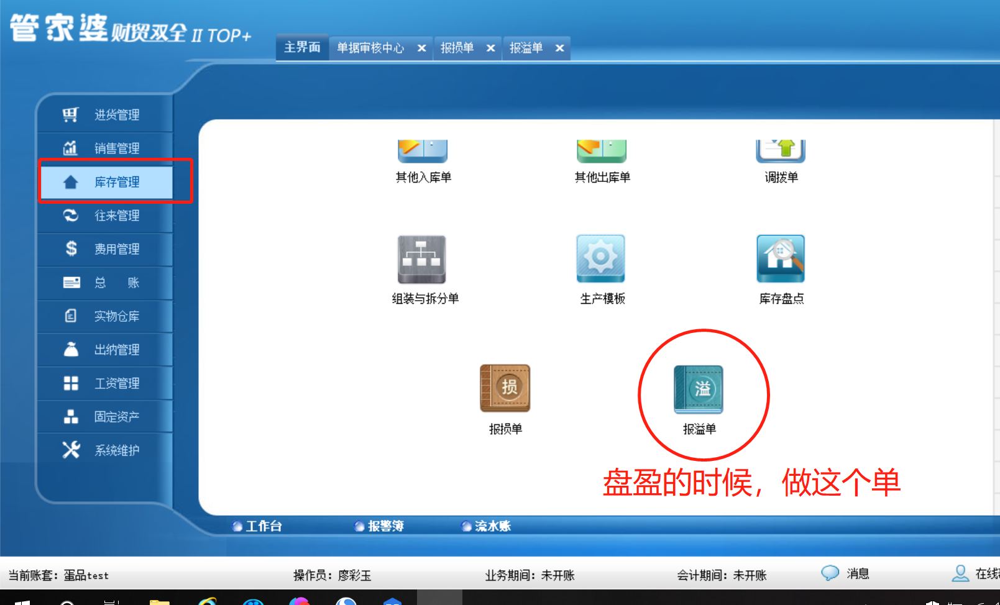 管家婆 财贸双全 II TOP+
主界面 单据审核中心 × 报损单 × 报溢单 ×
进货管理
销售管理
库存管理
往来管理
费用管理
总 账
实物仓库
出纳管理
工资管理
固定资产
系统维护
其他入库单 其他出库单 调拨单
组装与拆分单 生产模板 库存盘点
损 溢
报损单 报溢单
盘盈的时候，做这个单
工作台 报警簿 流水账
当前账套：蛋品test 操作员：廖彩玉 业务期间：未开账 会计期间：未开账 消息 在线